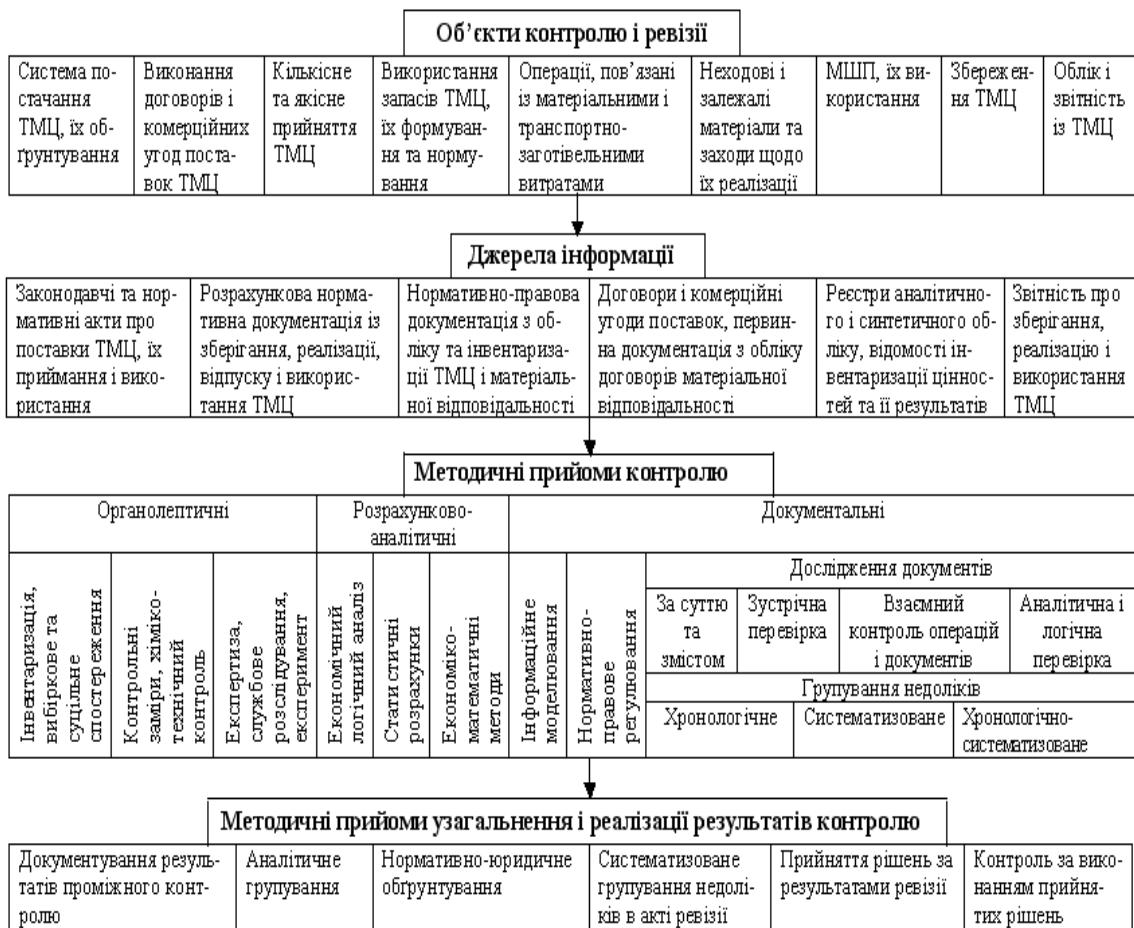 Об’єкти контролю і ревізії
Система по-
стачання
ТМЦ, їх об-
ґрунтування
Виконання
договорів і
комерційних
угод поста-
вок ТМЦ
Кількісне
та якісне
прийняття
ТМЦ
Використання
запасів ТМЦ,
їх формуван-
ня та норму-
вання
Операції, пов’язані
із матеріальними і
транспортно-
заготівельними
витратами
Неходові і
залежалі
матеріали та
заходи щодо
їх реалізації
МШП, їх ви-
користання
Збережен-
ня ТМЦ
Облік і
звітність
із ТМЦ
Джерела інформації
Законодавчі та нор-
мативні акти про
поставки ТМЦ, їх
приймання і вико-
ристання
Розрахункова норма-
тивна документація із
зберігання, реалізації,
відпуску і викорис-
тання ТМЦ
Нормативно-правова
документація з об-
ліку та інвентариза-
ції ТМЦ і матеріаль-
ної відповідальності
Договори і комерційні
угоди поставок, первин-
на документація з обліку
договорів матеріальної
відповідальності
Реєстри аналітично-
го і синтетичного об-
ліку, відомості ін-
вентаризації ціннос-
тей та її результатів
Звітність про
зберігання,
реалізацію і
використання
ТМЦ
Методичні прийоми контролю
Органолептичні
Розрахунково-
аналітичні
Документальні
Інвентаризація,
вибіркове та
суцільне
спостереження
Контрольні
заміри, хіміко-
технічний
контроль
Експертиза,
службове
розслідування,
експеримент
Економічний
логічний аналіз
Стати стичні
розрахунки
Економіко-
математичні
методи
Інформаційне
моделювання
Нормативно-
правове
регулювання
Дослідження документів
За суттю
та
змістом
Зустрічна
перевірка
Взаємний
контроль операцій
і документів
Аналітична і
логічна
перевірка
Групування недоліків
Хронологічне
Систематизоване
Хронологічно-
систематизоване
Методичні прийоми узагальнення і реалізації результатів контролю
Документування резуль-
татів проміжного конт-
ролю
Аналітичне
групування
Нормативно-юридичне
обґрунтування
Систематизоване
групування недолі-
ків в акті ревізії
Прийняття рішень за
результатами ревізії
Контроль за вико-
нанням прийня-
тих рішень